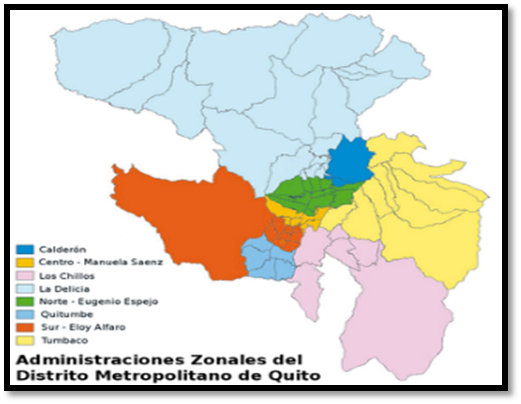 Calderón
Centro - Manuela Saenz
Los Chillos
La Delicia
Norte - Eugenio Espejo
Quitumbe
Sur - Eloy Alfaro
Tumbaco
Administraciones Zonales del
Distrito Metropolitano de Quito